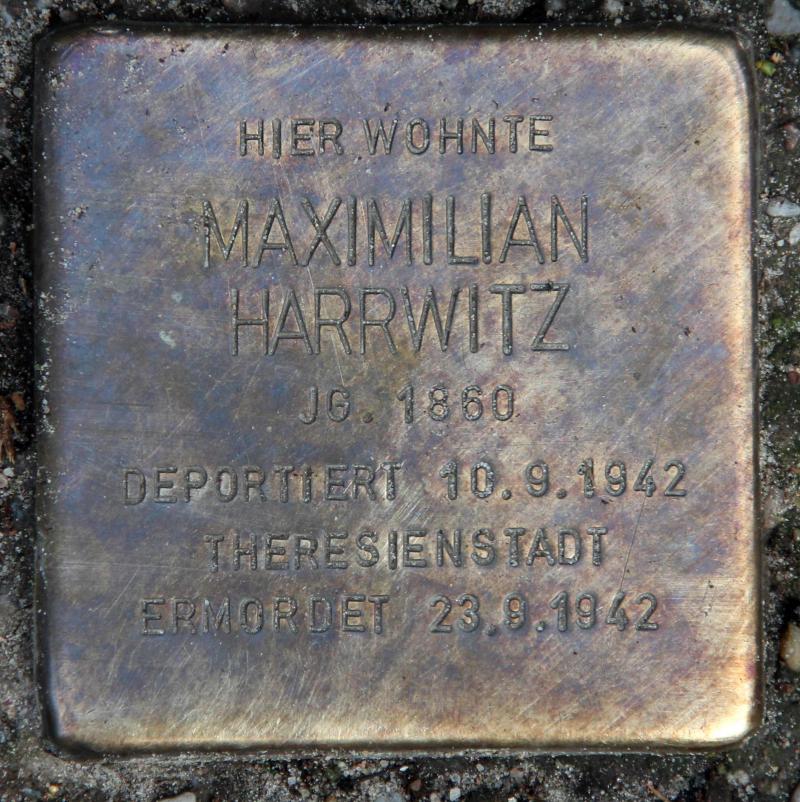 HIER WOHNTE
MAXIMILIAN
HARRWITZ
JG. 1860
DEPORTIERT 10.9.1942
THERESIENSTADT
ERMORDET 23.9.1942